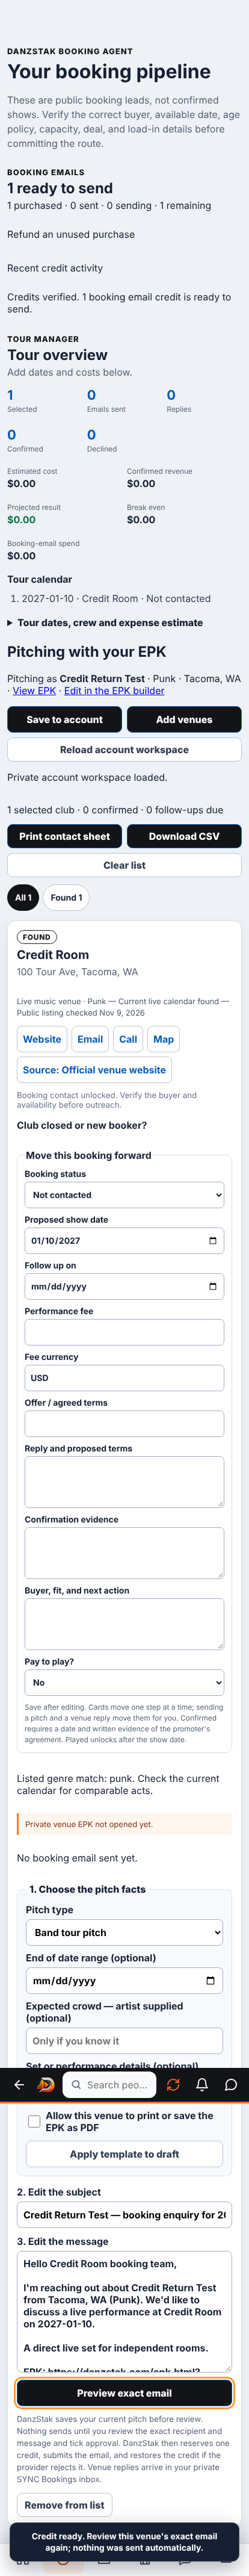 DANZSTAK BOOKING AGENT
Your booking pipeline
These are public booking leads, not confirmed
shows. Verify the correct buyer, available date, age
policy, capacity, deal, and load-in details before
committing the route.
BOOKING EMAILS
1 ready to send
1 purchased · 0 sent · 0 sending · 1 remaining
Refund an unused purchase
Recent credit activity
Credits verified. 1 booking email credit is ready to
send.
TOUR MANAGER
Tour overview
Add dates and costs below.
1 0 0
Selected Emails sent Replies
0 0
Confirmed Declined
Estimated cost Confirmed revenue
$0.00 $0.00
Projected result Break even
$0.00 $0.00
Booking-email spend
$0.00
Tour calendar
1. 2027-01-10 · Credit Room · Not contacted
Tour dates, crew and expense estimate
Pitching with your EPK
Pitching as Credit Return Test · Punk · Tacoma, WA
· View EPK · Edit in the EPK builder
Save to account Add venues
Reload account workspace
Private account workspace loaded.
1 selected club · 0 confirmed · 0 follow-ups due
Print contact sheet Download CSV
Clear list
All 1 Found 1
FOUND
Credit Room
100 Tour Ave, Tacoma, WA
Live music venue · Punk — Current live calendar found —
Public listing checked Nov 9, 2026
Website Email Call Map
Source: Official venue website
Booking contact unlocked. Verify the buyer and
availability before outreach.
Club closed or new booker?
Move this booking forward
Booking status
Not contacted
Proposed show date
01/10/2027
Follow up on
mm/dd/yyyy
Performance fee
Fee currency
USD
Offer / agreed terms
Reply and proposed terms
Confirmation evidence
Buyer, fit, and next action
Pay to play?
No
Save after editing. Cards move one step at a time; sending
a pitch and a venue reply move them for you. Confirmed
requires a date and written evidence of the promoter's
agreement. Played unlocks after the show date.
Listed genre match: punk. Check the current
calendar for comparable acts.
Private venue EPK not opened yet.
No booking email sent yet.
1. Choose the pitch facts
Pitch type
Band tour pitch
End of date range (optional)
mm/dd/yyyy
Expected crowd — artist supplied
(optional)
Only if you know it
Set or performance details (optional)
Search peo...
Allow this venue to print or save the
EPK as PDF
Apply template to draft
2. Edit the subject
Credit Return Test — booking enquiry for 20
3. Edit the message
Hello Credit Room booking team,
I'm reaching out about Credit Return Test
from Tacoma, WA (Punk). We'd like to
discuss a live performance at Credit Room
on 2027-01-10.
A direct live set for independent rooms.
EPK: https://danzstak.com/epk.html?
Preview exact email
DanzStak saves your current pitch before review.
Nothing sends until you review the exact recipient and
message and tick approval. DanzStak then reserves one
credit, submits the email, and restores the credit if the
provider rejects it. Venue replies arrive in your private
SYNC Bookings inbox.
Remove from list
Credit ready. Review this venue's exact email
again; nothing was sent automatically.